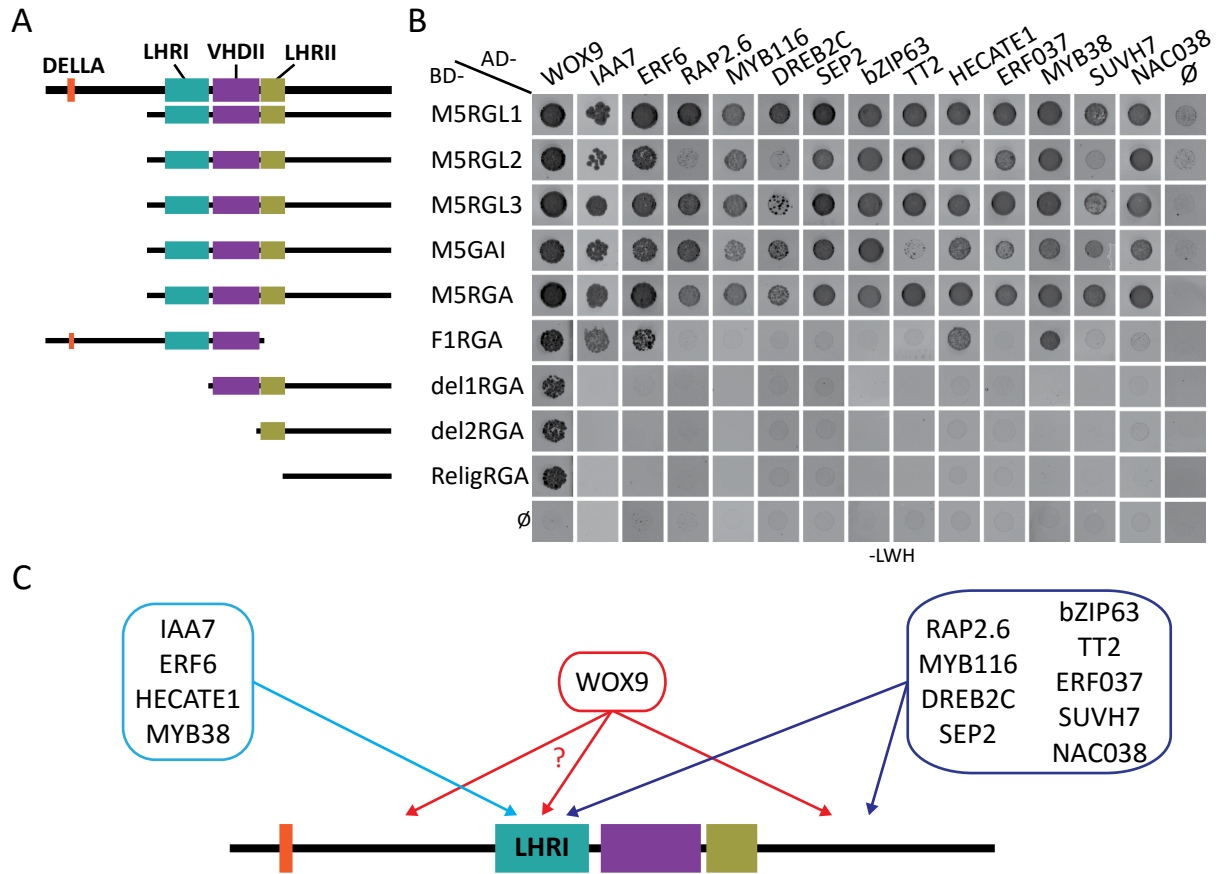 A
LHRI VHDII LHRII
DELLA
B
AD-
BD-
WOX9 IAA7 ERF6 RAP2.6 MYB116 DREB2C SEP2 bZIP63 TT2 HECATE1 ERF037 MYB38 SUVH7 NAC038 Ø
M5RGL1
M5RGL2
M5RGL3
M5GAI
M5RGA
F1RGA
del1RGA
del2RGA
ReligRGA
Ø
-LWH
C
IAA7
ERF6
HECATE1
MYB38
WOX9
?
RAP2.6
MYB116
DREB2C
SEP2
bZIP63
TT2
ERF037
SUVH7
NAC038
LHRI